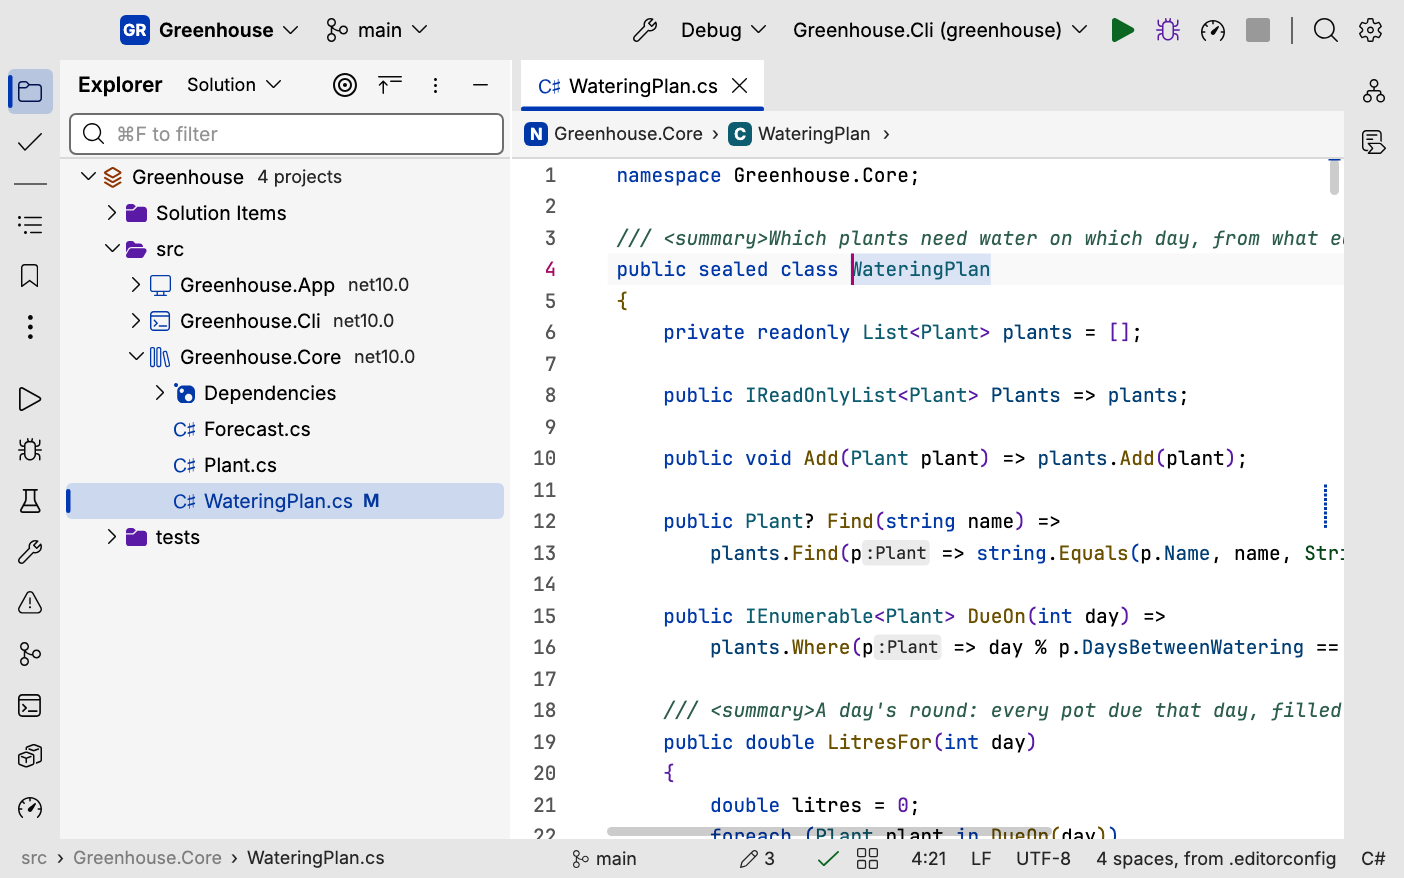 GR Greenhouse main Debug Greenhouse.Cli (greenhouse)
Explorer Solution
⌘F to filter
Greenhouse 4 projects
Solution Items
src
Greenhouse.App net10.0
Greenhouse.Cli net10.0
Greenhouse.Core net10.0
Dependencies
C# Forecast.cs
C# Plant.cs
C# WateringPlan.cs M
tests
C# WateringPlan.cs
N Greenhouse.Core › C WateringPlan ›
1 namespace Greenhouse.Core;
2
3 /// <summary>Which plants need water on which day, from what
4 public sealed class WateringPlan
5 {
6 private readonly List<Plant> plants = [];
7
8 public IReadOnlyList<Plant> Plants => plants;
9
10 public void Add(Plant plant) => plants.Add(plant);
11
12 public Plant? Find(string name) =>
13 plants.Find(p:Plant => string.Equals(p.Name, name, Stri
14
15 public IEnumerable<Plant> DueOn(int day) =>
16 plants.Where(p:Plant => day % p.DaysBetweenWatering ==
17
18 /// <summary>A day's round: every pot due that day, filled
19 public double LitresFor(int day)
20 {
21 double litres = 0;
22 foreach (Plant plant in DueOn(day))
src › Greenhouse.Core › WateringPlan.cs main 3 4:21 LF UTF-8 4 spaces, from .editorconfig C#